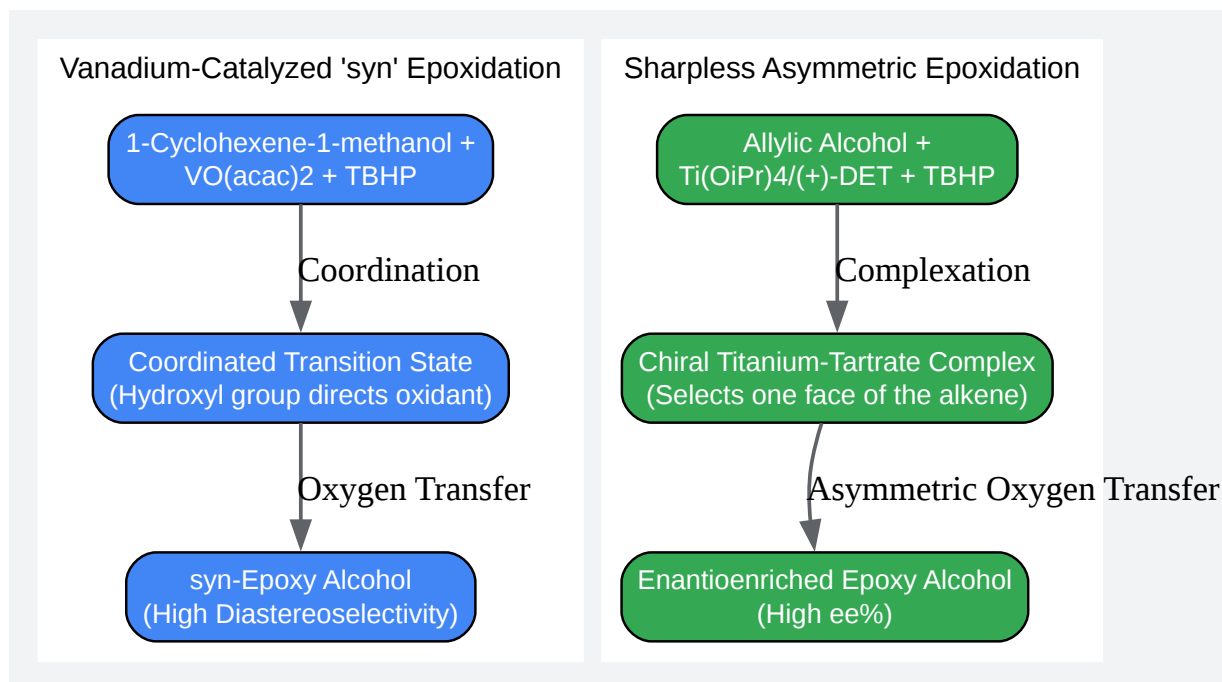 Vanadium-Catalyzed 'syn' Epoxidation
1-Cyclohexene-1-methanol +
VO(acac)2 + TBHP
Coordination
Coordinated Transition State
(Hydroxyl group directs oxidant)
Oxygen Transfer
syn-Epoxy Alcohol
(High Diastereoselectivity)
Sharpless Asymmetric Epoxidation
Allylic Alcohol +
Ti(OiPr)4/(+)-DET + TBHP
Complexation
Chiral Titanium-Tartrate Complex
(Selects one face of the alkene)
Asymmetric Oxygen Transfer
Enantioenriched Epoxy Alcohol
(High ee%)